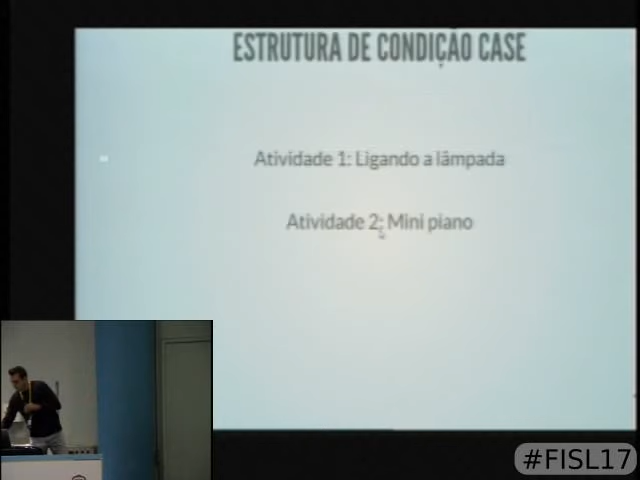 ESTRUTURA DE CONDIÇÃO CASE
Atividade 1: Ligando a lâmpada
Atividade 2: Mini piano
#FISL17